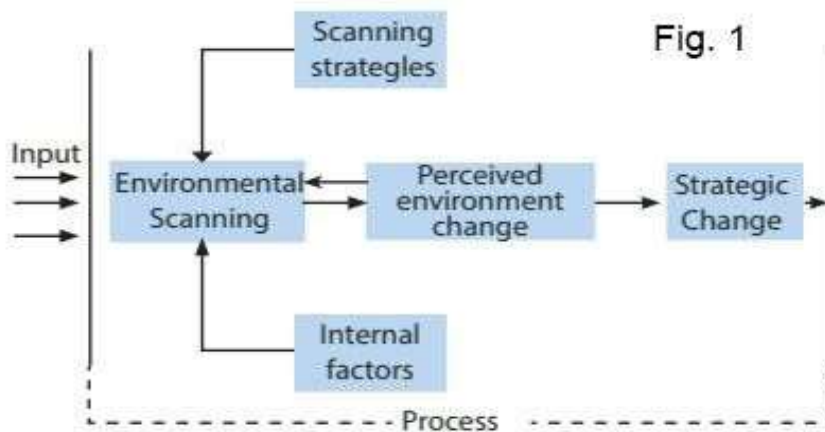 Fig. 1
Scanning
strategles
Input
Environmental
Scanning
Perceived
environment
change
Strategic
Change
Internal
factors
Process